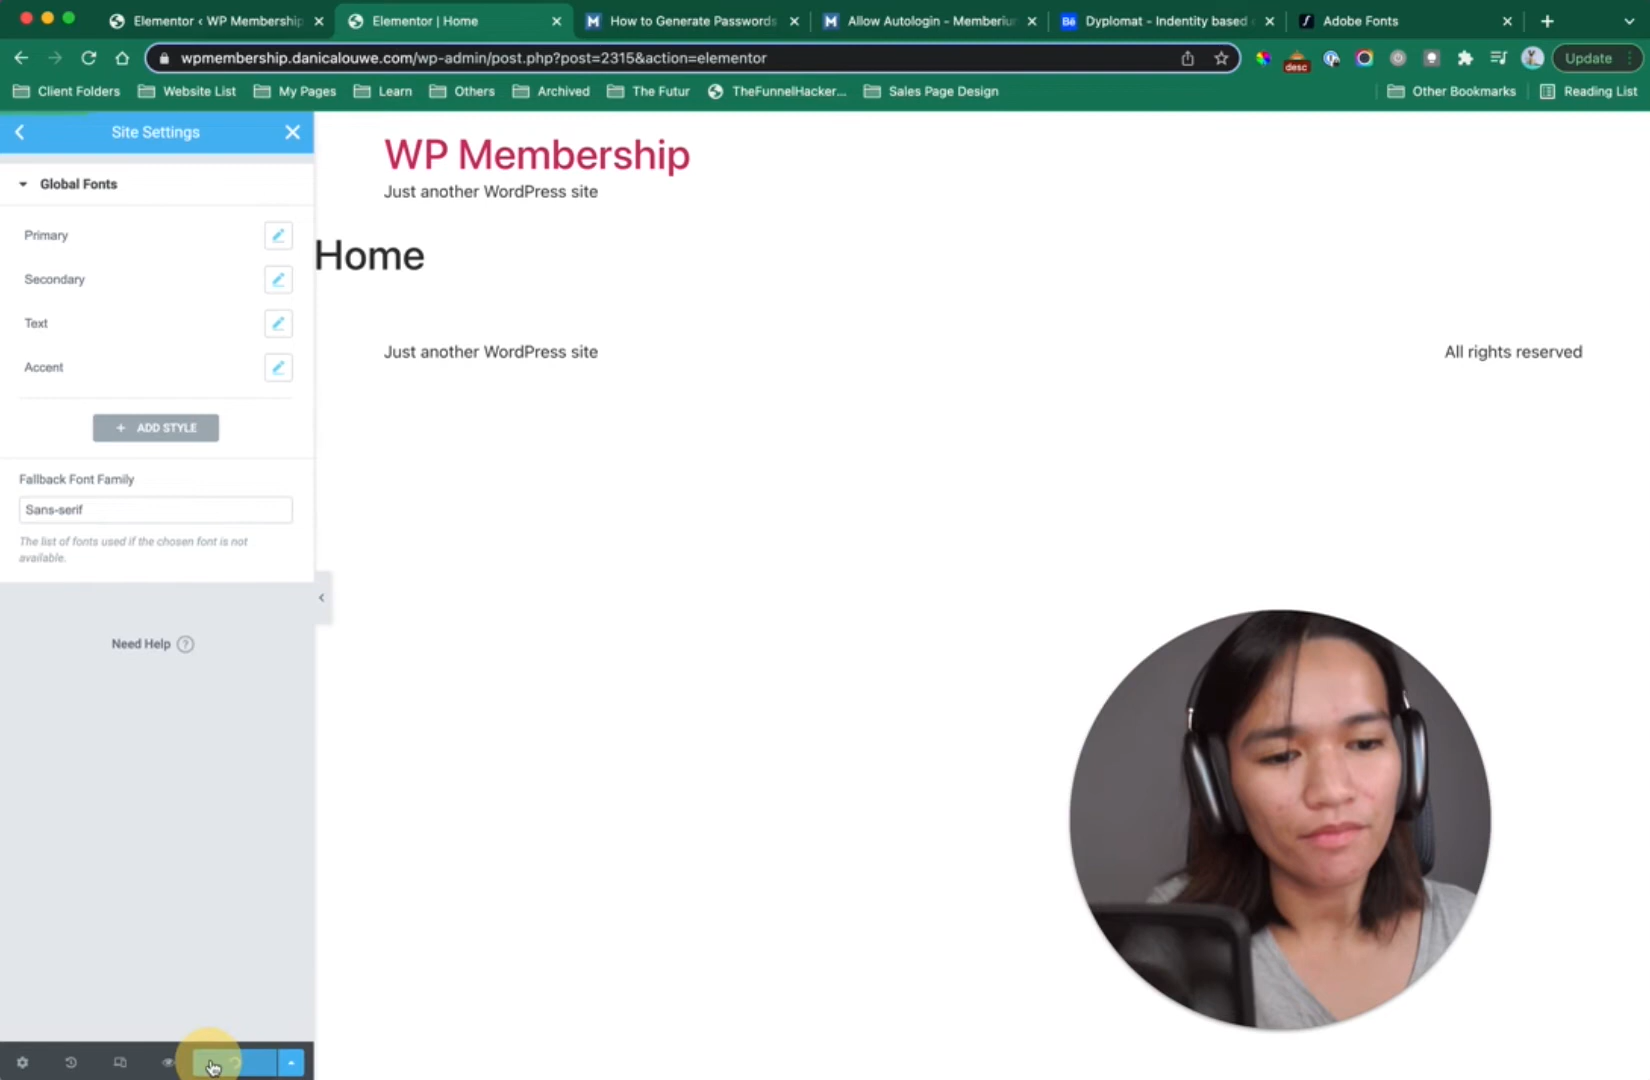 Elementor ‹ WP Membership
Elementor | Home
How to Generate Passwords
Allow Autologin - Memberium
Dyplomat - Indentity based
Adobe Fonts
wpmembership.danicalouwe.com/wp-admin/post.php?post=2315&action=elementor
desc
Update
Client Folders
Website List
My Pages
Learn
Others
Archived
The Futur
TheFunnelHacker...
Sales Page Design
Other Bookmarks
Reading List
Site Settings
Global Fonts
Primary
Secondary
Text
Accent
ADD STYLE
Fallback Font Family
Sans-serif
The list of fonts used if the chosen font is not
available.
Need Help
WP Membership
Just another WordPress site
Home
Just another WordPress site
All rights reserved